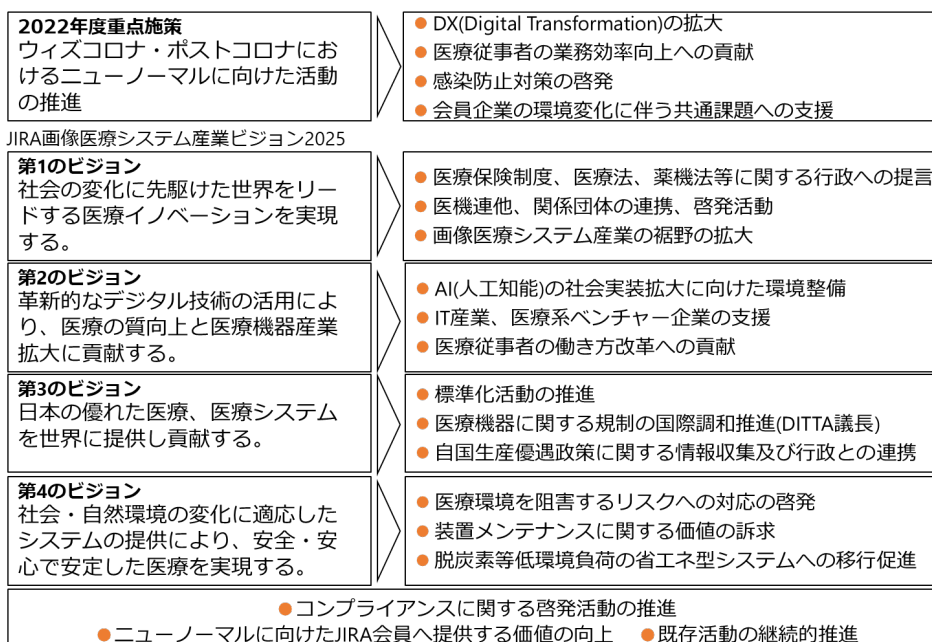 2022年度重点施策
ウィズコロナ・ポストコロナにお
けるニューノーマルに向けた活動
の推進
● DX(Digital Transformation)の拡大
● 医療従事者の業務効率向上への貢献
● 感染防止対策の啓発
● 会員企業の環境変化に伴う共通課題への支援
JIRA画像医療システム産業ビジョン2025
第1のビジョン
社会の変化に先駆けた世界をリー
ドする医療イノベーションを実現
する。
● 医療保険制度、医療法、薬機法等に関する行政への提言
● 医機連他、関係団体の連携、啓発活動
● 画像医療システム産業の裾野の拡大
第2のビジョン
革新的なデジタル技術の活用によ
り、医療の質向上と医療機器産業
拡大に貢献する。
● AI(人工知能)の社会実装拡大に向けた環境整備
● IT産業、医療系ベンチャー企業の支援
● 医療従事者の働き方改革への貢献
第3のビジョン
日本の優れた医療、医療システム
を世界に提供し貢献する。
● 標準化活動の推進
● 医療機器に関する規制の国際調和推進(DITTA議長)
● 自国生産優遇政策に関する情報収集及び行政との連携
第4のビジョン
社会・自然環境の変化に適応した
システムの提供により、安全・安
心で安定した医療を実現する。
● 医療環境を阻害するリスクへの対応の啓発
● 装置メンテナンスに関する価値の訴求
● 脱炭素等低環境負荷の省エネ型システムへの移行促進
●コンプライアンスに関する啓発活動の推進
●ニューノーマルに向けたJIRA会員へ提供する価値の向上 ●既存活動の継続的推進